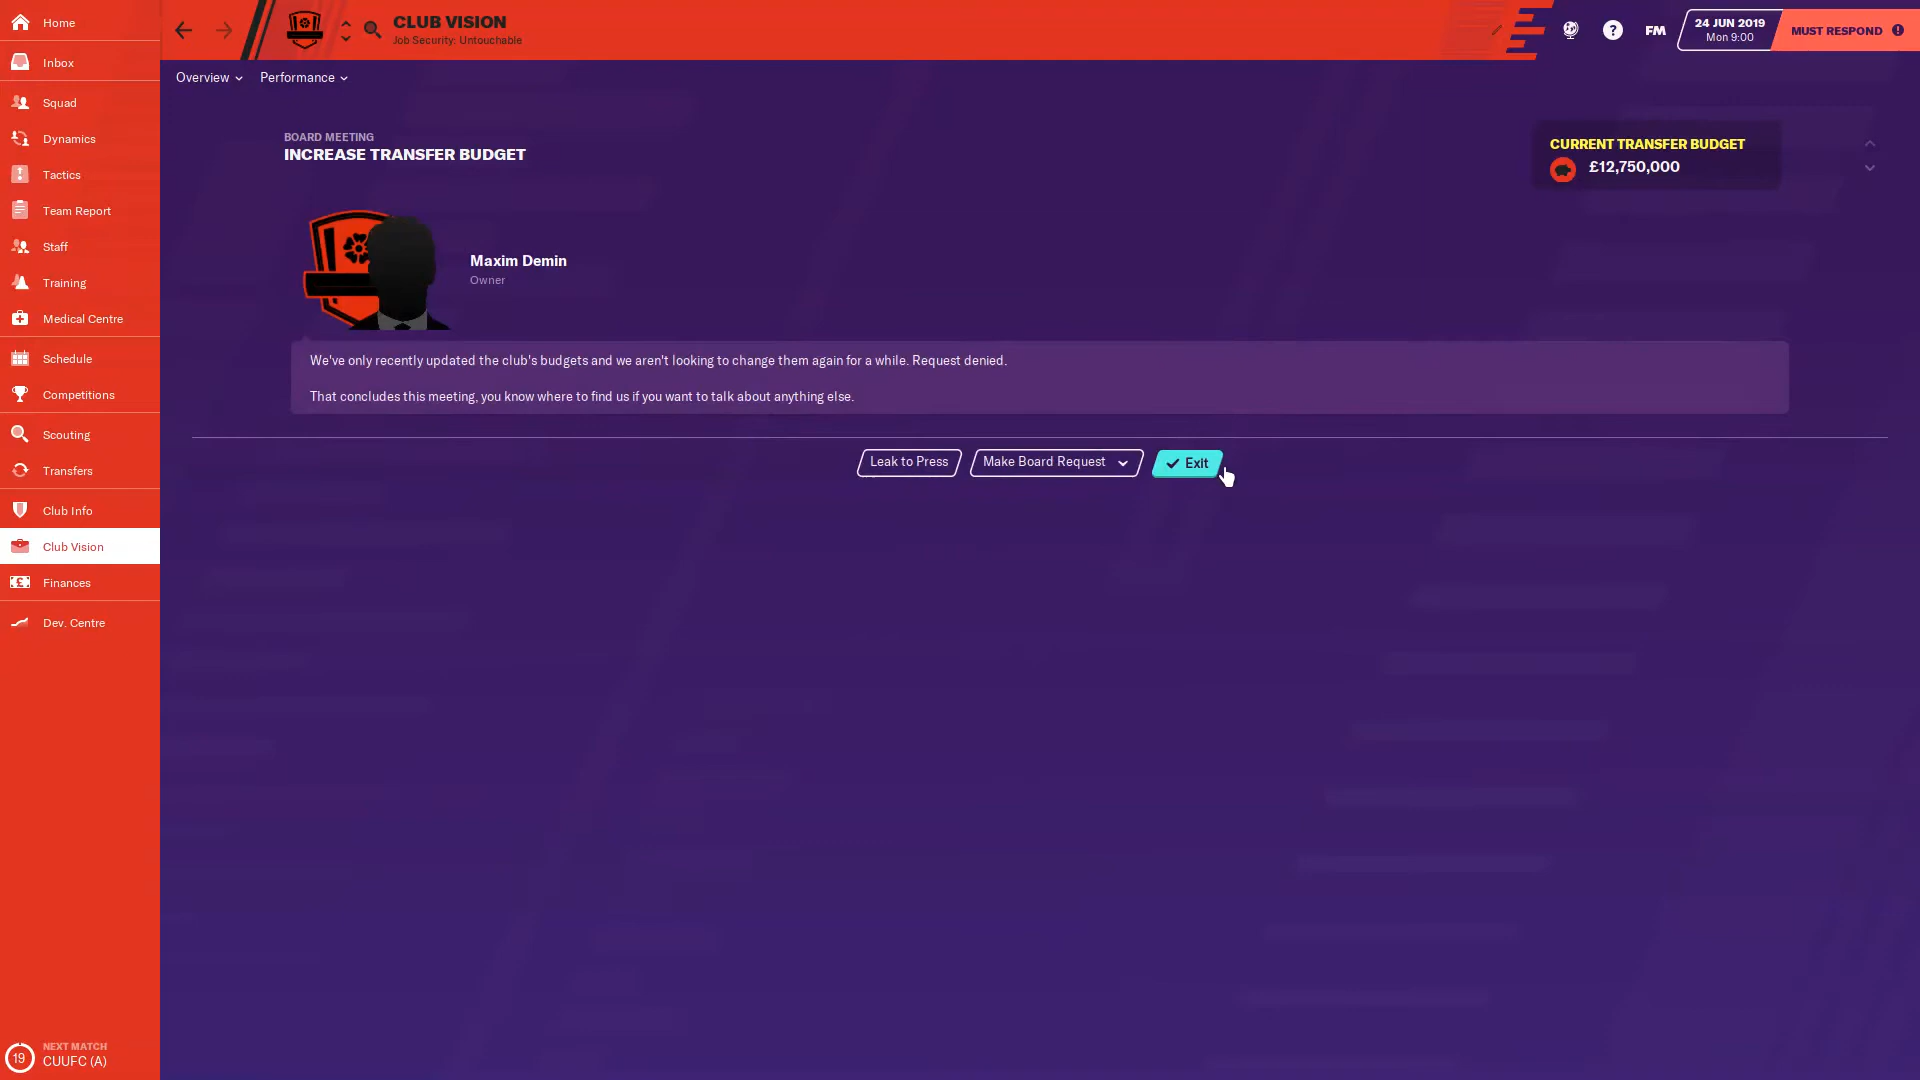 Home
Inbox
Squad
Dynamics
Tactics
Team Report
Staff
Training
Medical Centre
Schedule
Competitions
Scouting
Transfers
Club Info
Club Vision
Finances
Dev. Centre
19
NEXT MATCH
CUUFC (A)
CLUB VISION
Job Security: Untouchable
?
FM
24 JUN 2019
Mon 9:00
MUST RESPOND
Overview
Performance
BOARD MEETING
INCREASE TRANSFER BUDGET
CURRENT TRANSFER BUDGET
£12,750,000
Maxim Demin
Owner
We've only recently updated the club's budgets and we aren't looking to change them again for a while. Request denied.
That concludes this meeting, you know where to find us if you want to talk about anything else.
Leak to Press
Make Board Request
Exit